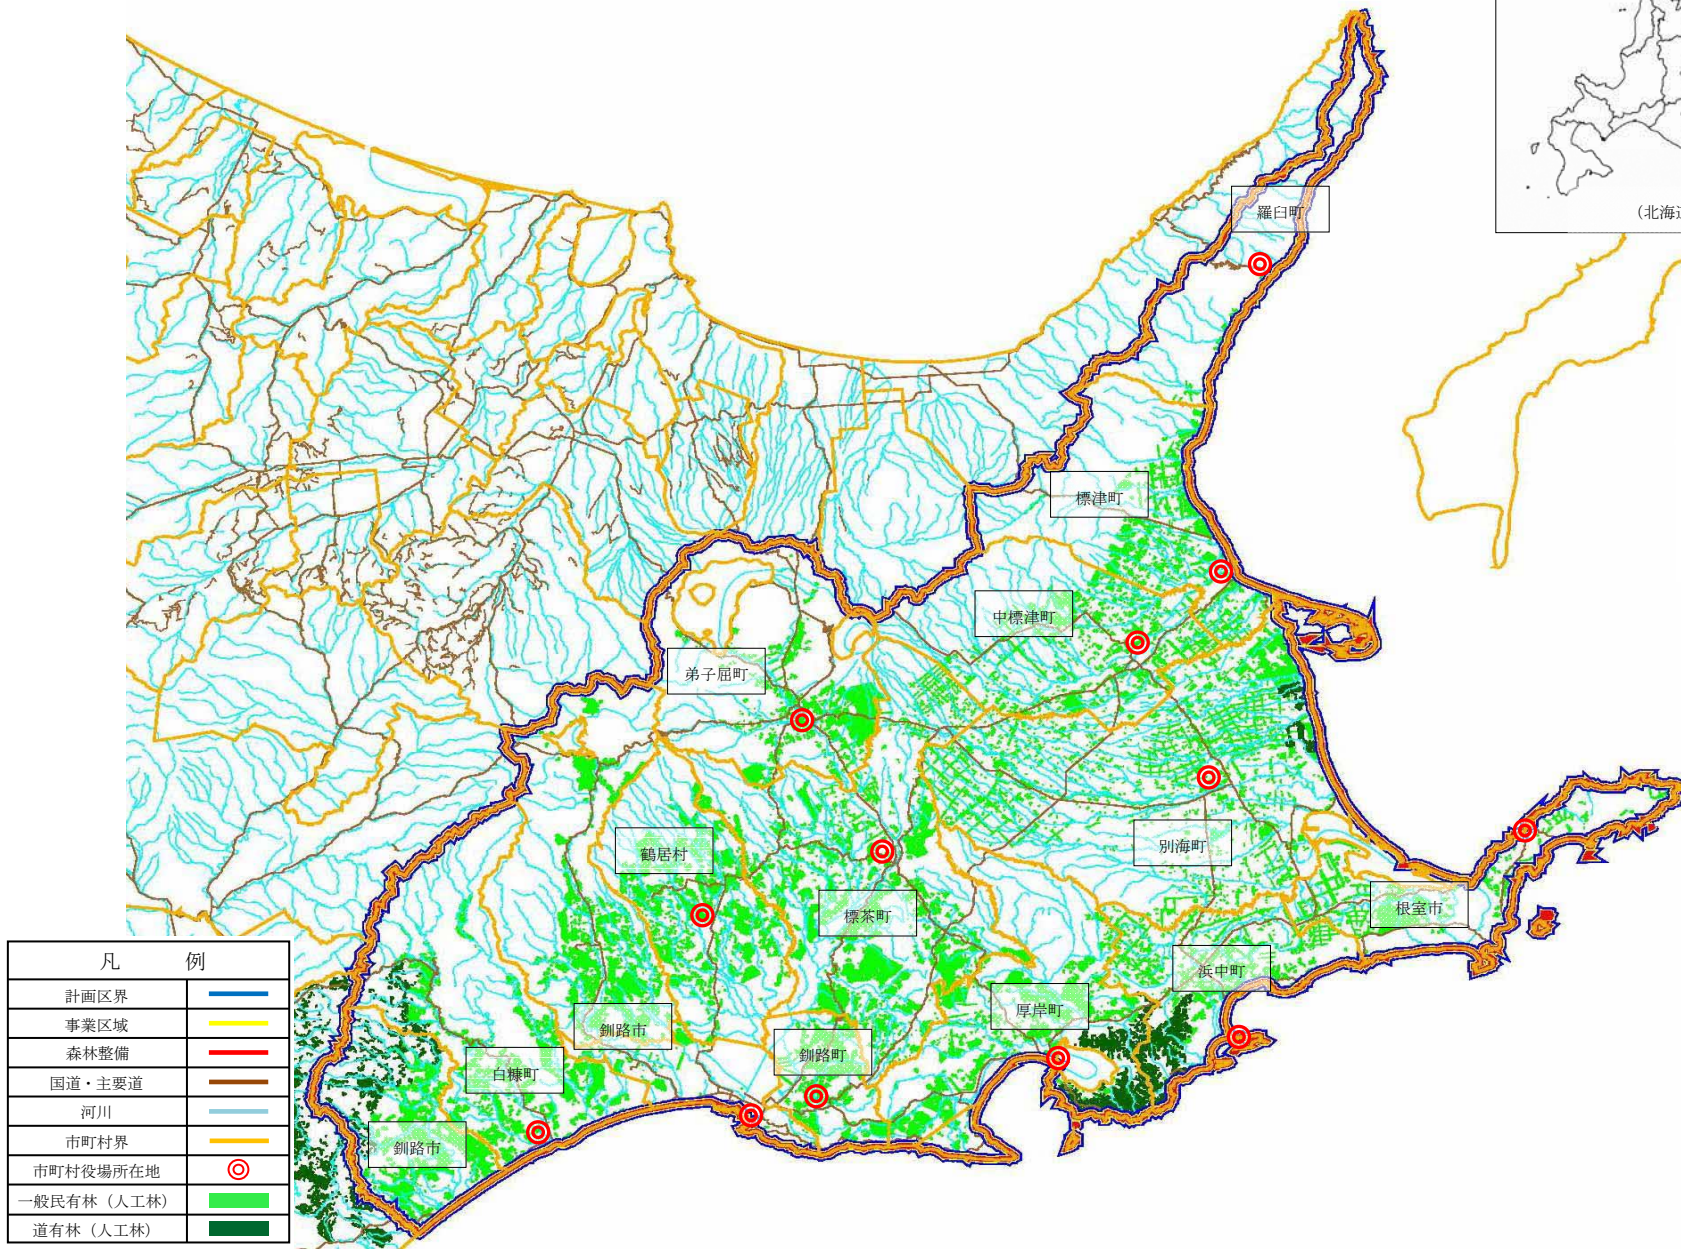 (北海道
羅臼町
標津町
中標津町
弟子屈町
別海町
鶴居村
標茶町
根室市
浜中町
厚岸町
釧路市
釧路町
白糠町
釧路市
凡 例
計画区界
事業区域
森林整備
国道・主要道
河川
市町村界
市町村役場所在地
一般民有林（人工林）
道有林（人工林）